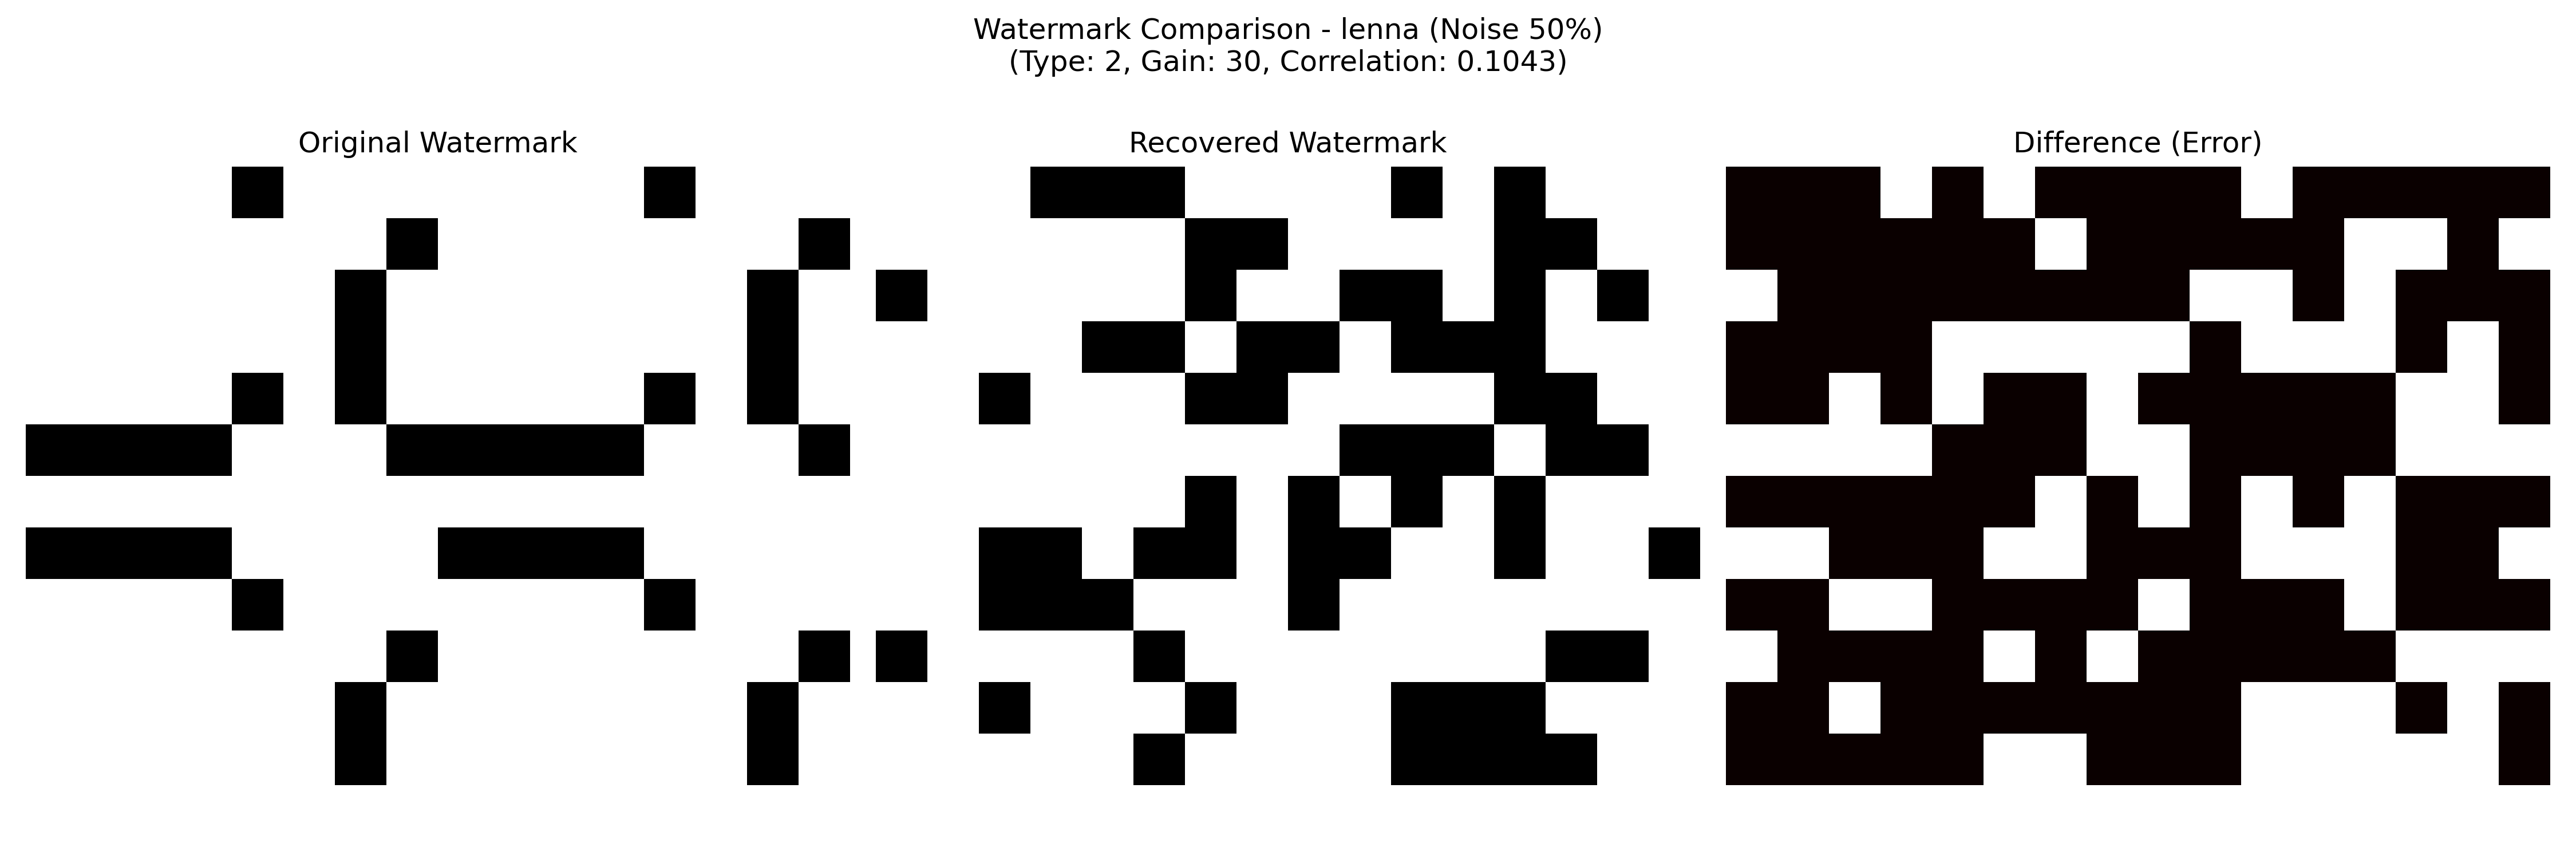 Watermark Comparison - lenna (Noise 50%)
(Type: 2, Gain: 30, Correlation: 0.1043)
Original Watermark
Recovered Watermark
Difference (Error)